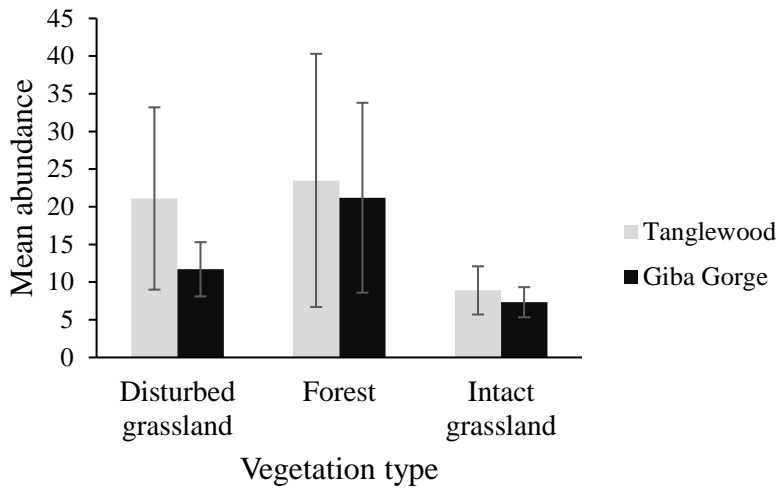 Mean abundance
45
40
35
30
25
20
15
10
5
0
Disturbed
grassland
Forest
Intact
grassland
Vegetation type
Tanglewood
Giba Gorge